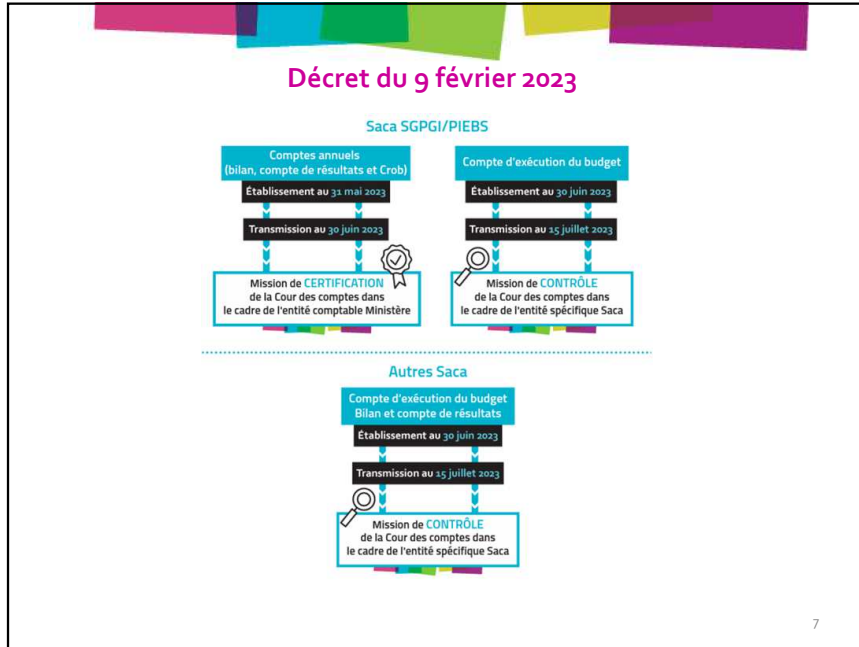 Décret du 9 février 2023
Saca SGPGI/PIEBS
Comptes annuels
(bilan, compte de résultats et Crob)
Établissement au 31 mai 2023
Transmission au 30 juin 2023
Mission de CERTIFICATION
de la Cour des comptes dans
le cadre de l'entité comptable Ministère
Compte d'exécution du budget
Établissement au 30 juin 2023
Transmission au 15 juillet 2023
Mission de CONTRÔLE
de la Cour des comptes dans
le cadre de l'entité spécifique Saca
Autres Saca
Compte d'exécution du budget
Bilan et compte de résultats
Établissement au 30 juin 2023
Transmission au 15 juillet 2023
Mission de CONTRÔLE
de la Cour des comptes dans
le cadre de l'entité spécifique Saca
7